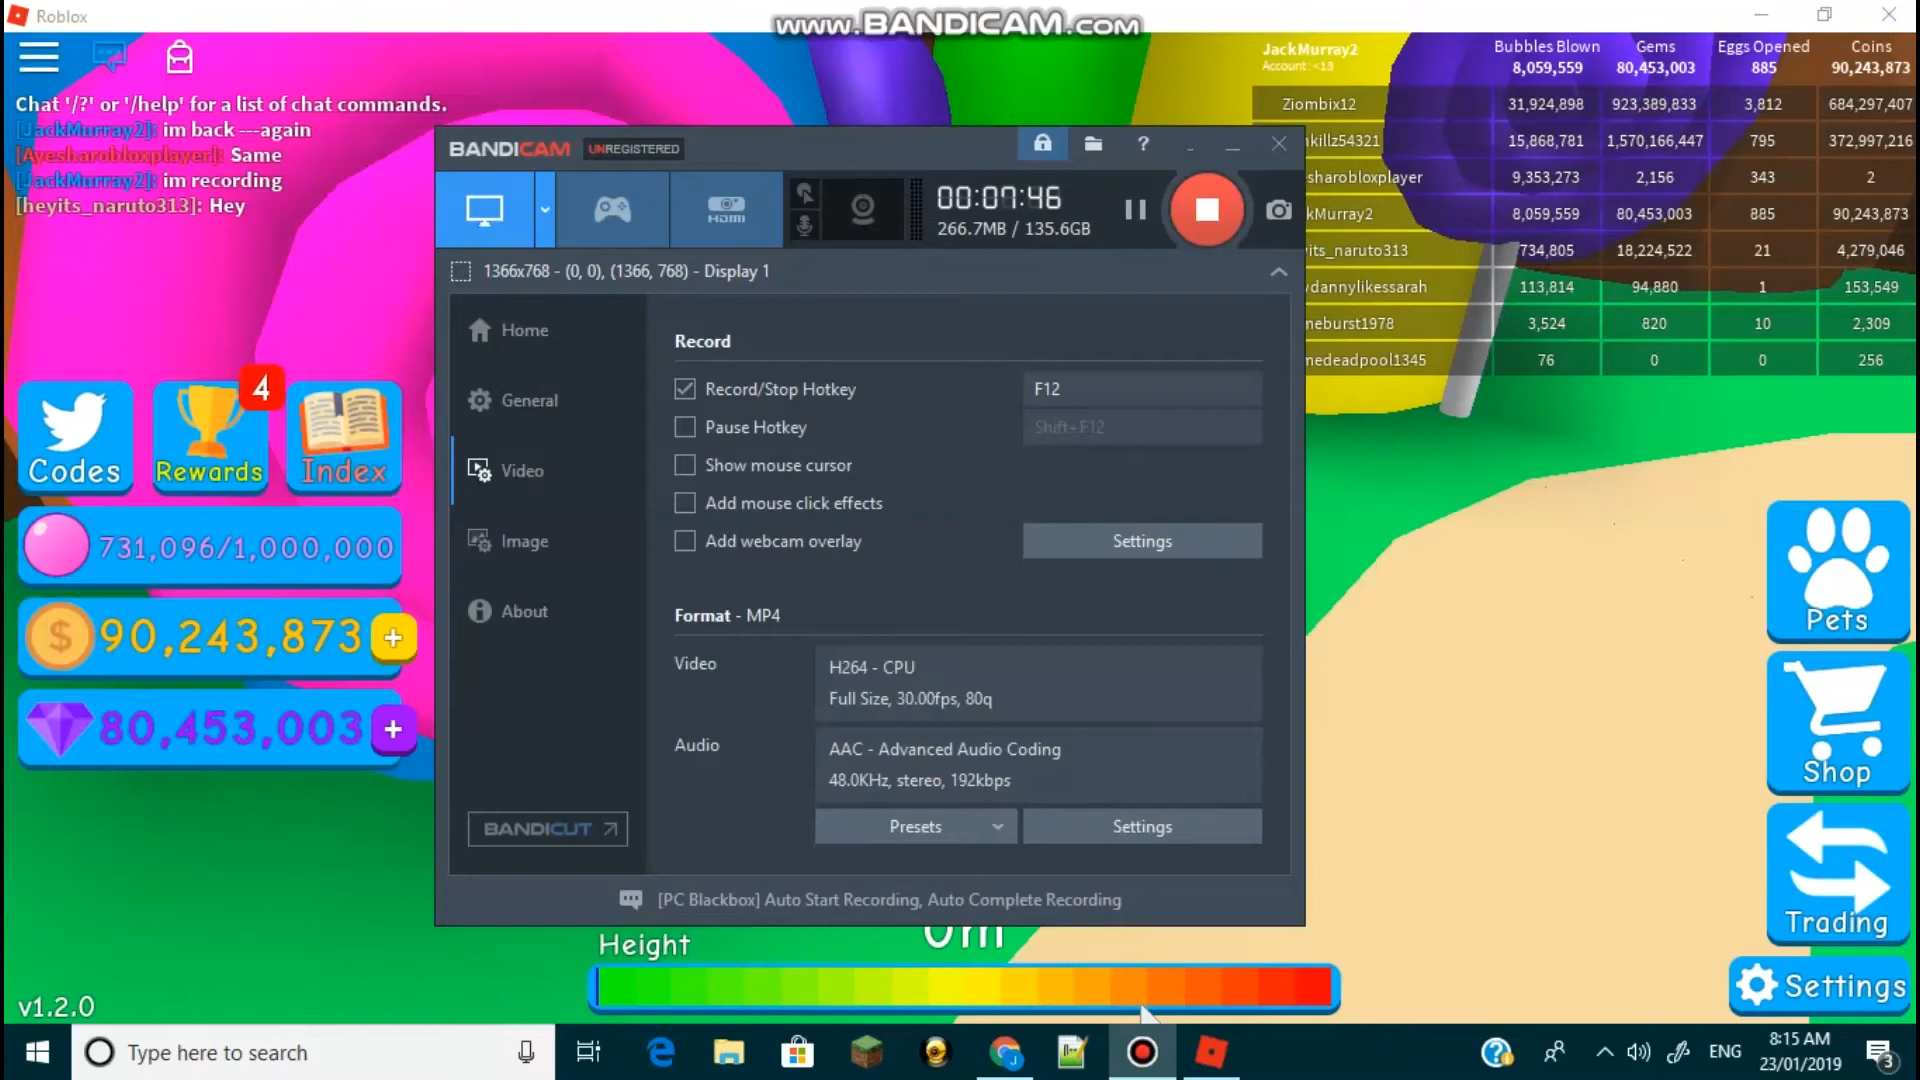 Roblox
www.BANDICAM.com
Chat '/?' or '/help' for a list of chat commands.
[JackMurray2]: im back ---again
[Ayesharobloxplayer]: Same
[JackMurray2]: im recording
[heyits_naruto313]: Hey
JackMurray2
Account: <13
Bubbles Blown Gems Eggs Opened Coins
8,059,559 80,453,003 885 90,243,873
Ziombix12 31,924,898 923,389,833 3,812 684,297,407
killz54321 15,868,781 1,570,166,447 795 372,997,216
sharobloxplayer 9,353,273 2,156 343 2
kMurray2 8,059,559 80,453,003 885 90,243,873
its_naruto313 734,805 18,224,522 21 4,279,046
dannylikessarah 113,814 94,880 1 153,549
meburst1978 3,524 820 10 2,309
medeadpool1345 76 0 0 256
BANDICAM UNREGISTERED
?
HDMI
00:07:46
266.7MB / 135.6GB
1366x768 - (0, 0), (1366, 768) - Display 1
Home
General
Video
Image
About
BANDICUT
Record
Record/Stop Hotkey F12
Pause Hotkey Shift+F12
Show mouse cursor
Add mouse click effects
Add webcam overlay Settings
Format - MP4
Video
H264 - CPU
Full Size, 30.00fps, 80q
Audio
AAC - Advanced Audio Coding
48.0KHz, stereo, 192kbps
Presets Settings
[PC Blackbox] Auto Start Recording, Auto Complete Recording
4
Codes Rewards Index
731,096/1,000,000
90,243,873 +
80,453,003 +
Pets
Shop
Trading
Settings
Height
0m
v1.2.0
Type here to search
ENG
8:15 AM
23/01/2019
3